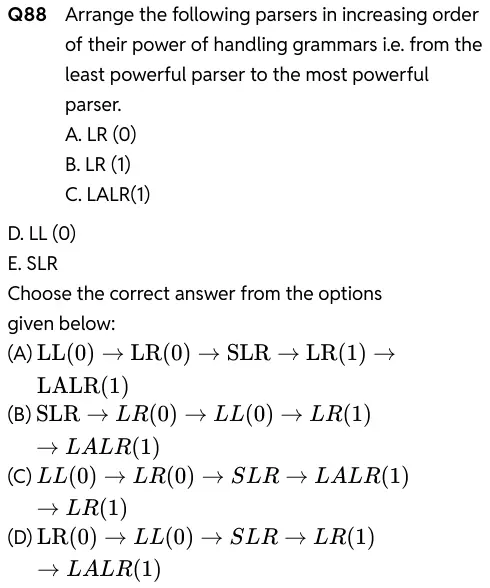 Q88 Arrange the following parsers in increasing order
of their power of handling grammars i.e. from the
least powerful parser to the most powerful
parser.
A. LR (0)
B. LR (1)
C. LALR(1)
D. LL (0)
E. SLR
Choose the correct answer from the options
given below:
(A) LL(0) → LR(0) → SLR → LR(1) →
LALR(1)
(B) SLR → LR(0) → LL(0) → LR(1)
→ LALR(1)
(C) LL(0) → LR(0) → SLR → LALR(1)
→ LR(1)
(D) LR(0) → LL(0) → SLR → LR(1)
→ LALR(1)